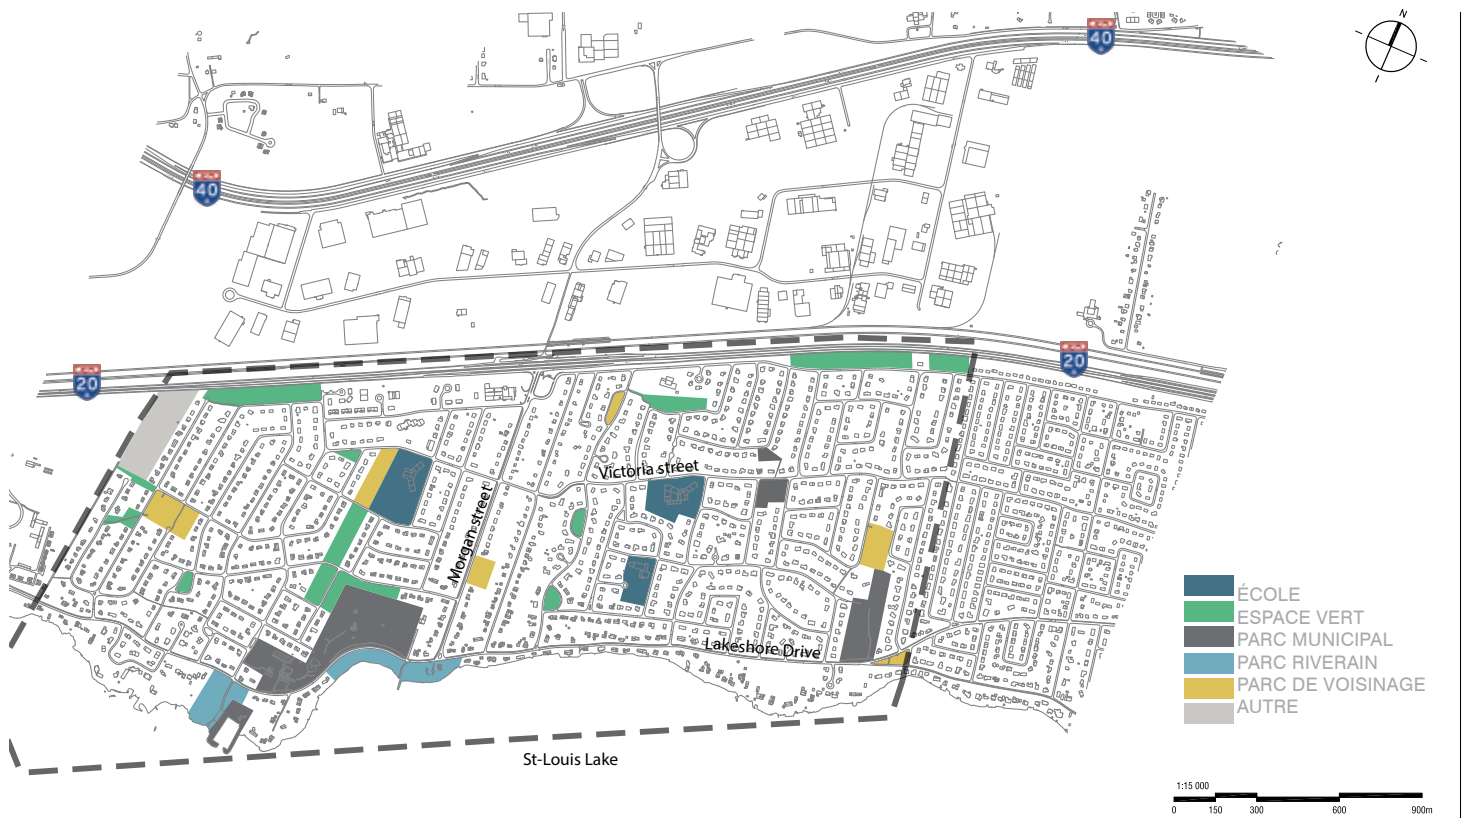 N
40
40
20
20
Victoria street
Morgan street
Lakeshore Drive
St-Louis Lake
ÉCOLE
ESPACE VERT
PARC MUNICIPAL
PARC RIVERAIN
PARC DE VOISINAGE
AUTRE
1:15 000
0 150 300 600 900m